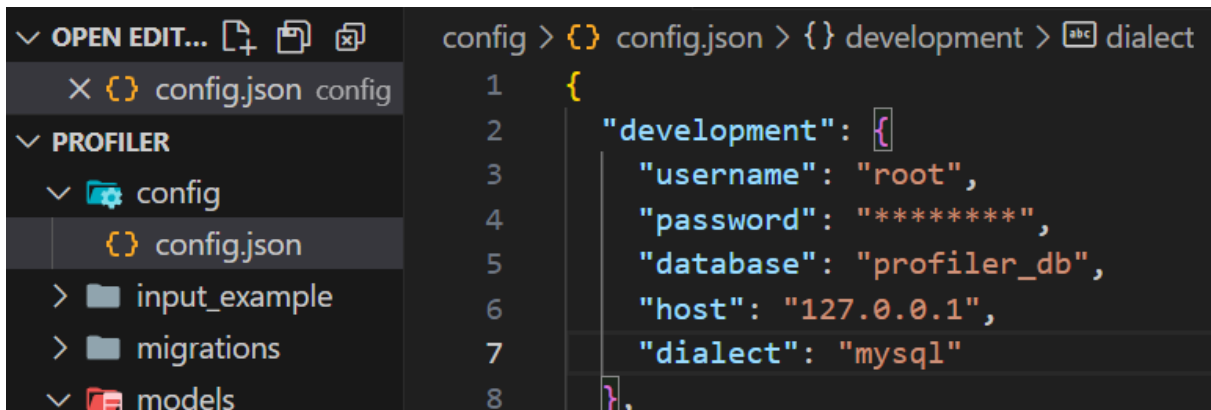 OPEN EDIT...
config.json config
PROFILER
config
config.json
input_example
migrations
models
config > {} config.json > {} development > abc dialect
1 {
2 "development": {
3 "username": "root",
4 "password": "********",
5 "database": "profiler_db",
6 "host": "127.0.0.1",
7 "dialect": "mysql"
8 },